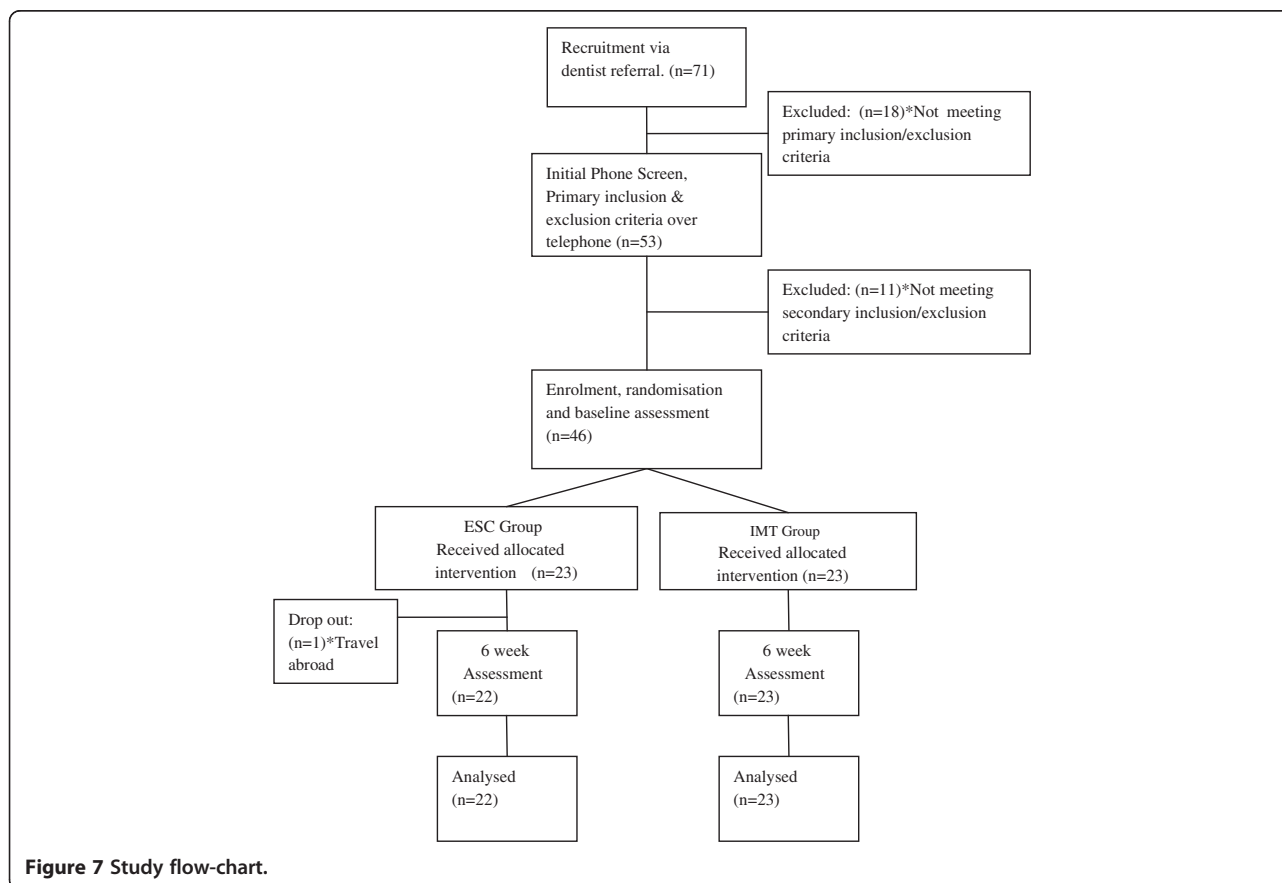 Recruitment via
dentist referral. (n=71)
Excluded: (n=18)*Not meeting
primary inclusion/exclusion
criteria
Initial Phone Screen,
Primary inclusion &
exclusion criteria over
telephone (n=53)
Excluded: (n=11)*Not meeting
secondary inclusion/exclusion
criteria
Enrolment, randomisation
and baseline assessment
(n=46)
ESC Group
Received allocated
intervention (n=23)
IMT Group
Received allocated
intervention (n=23)
Drop out:
(n=1)*Travel
abroad
6 week
Assessment
(n=22)
6 week
Assessment
(n=23)
Analysed
(n=22)
Analysed
(n=23)
Figure 7 Study flow-chart.